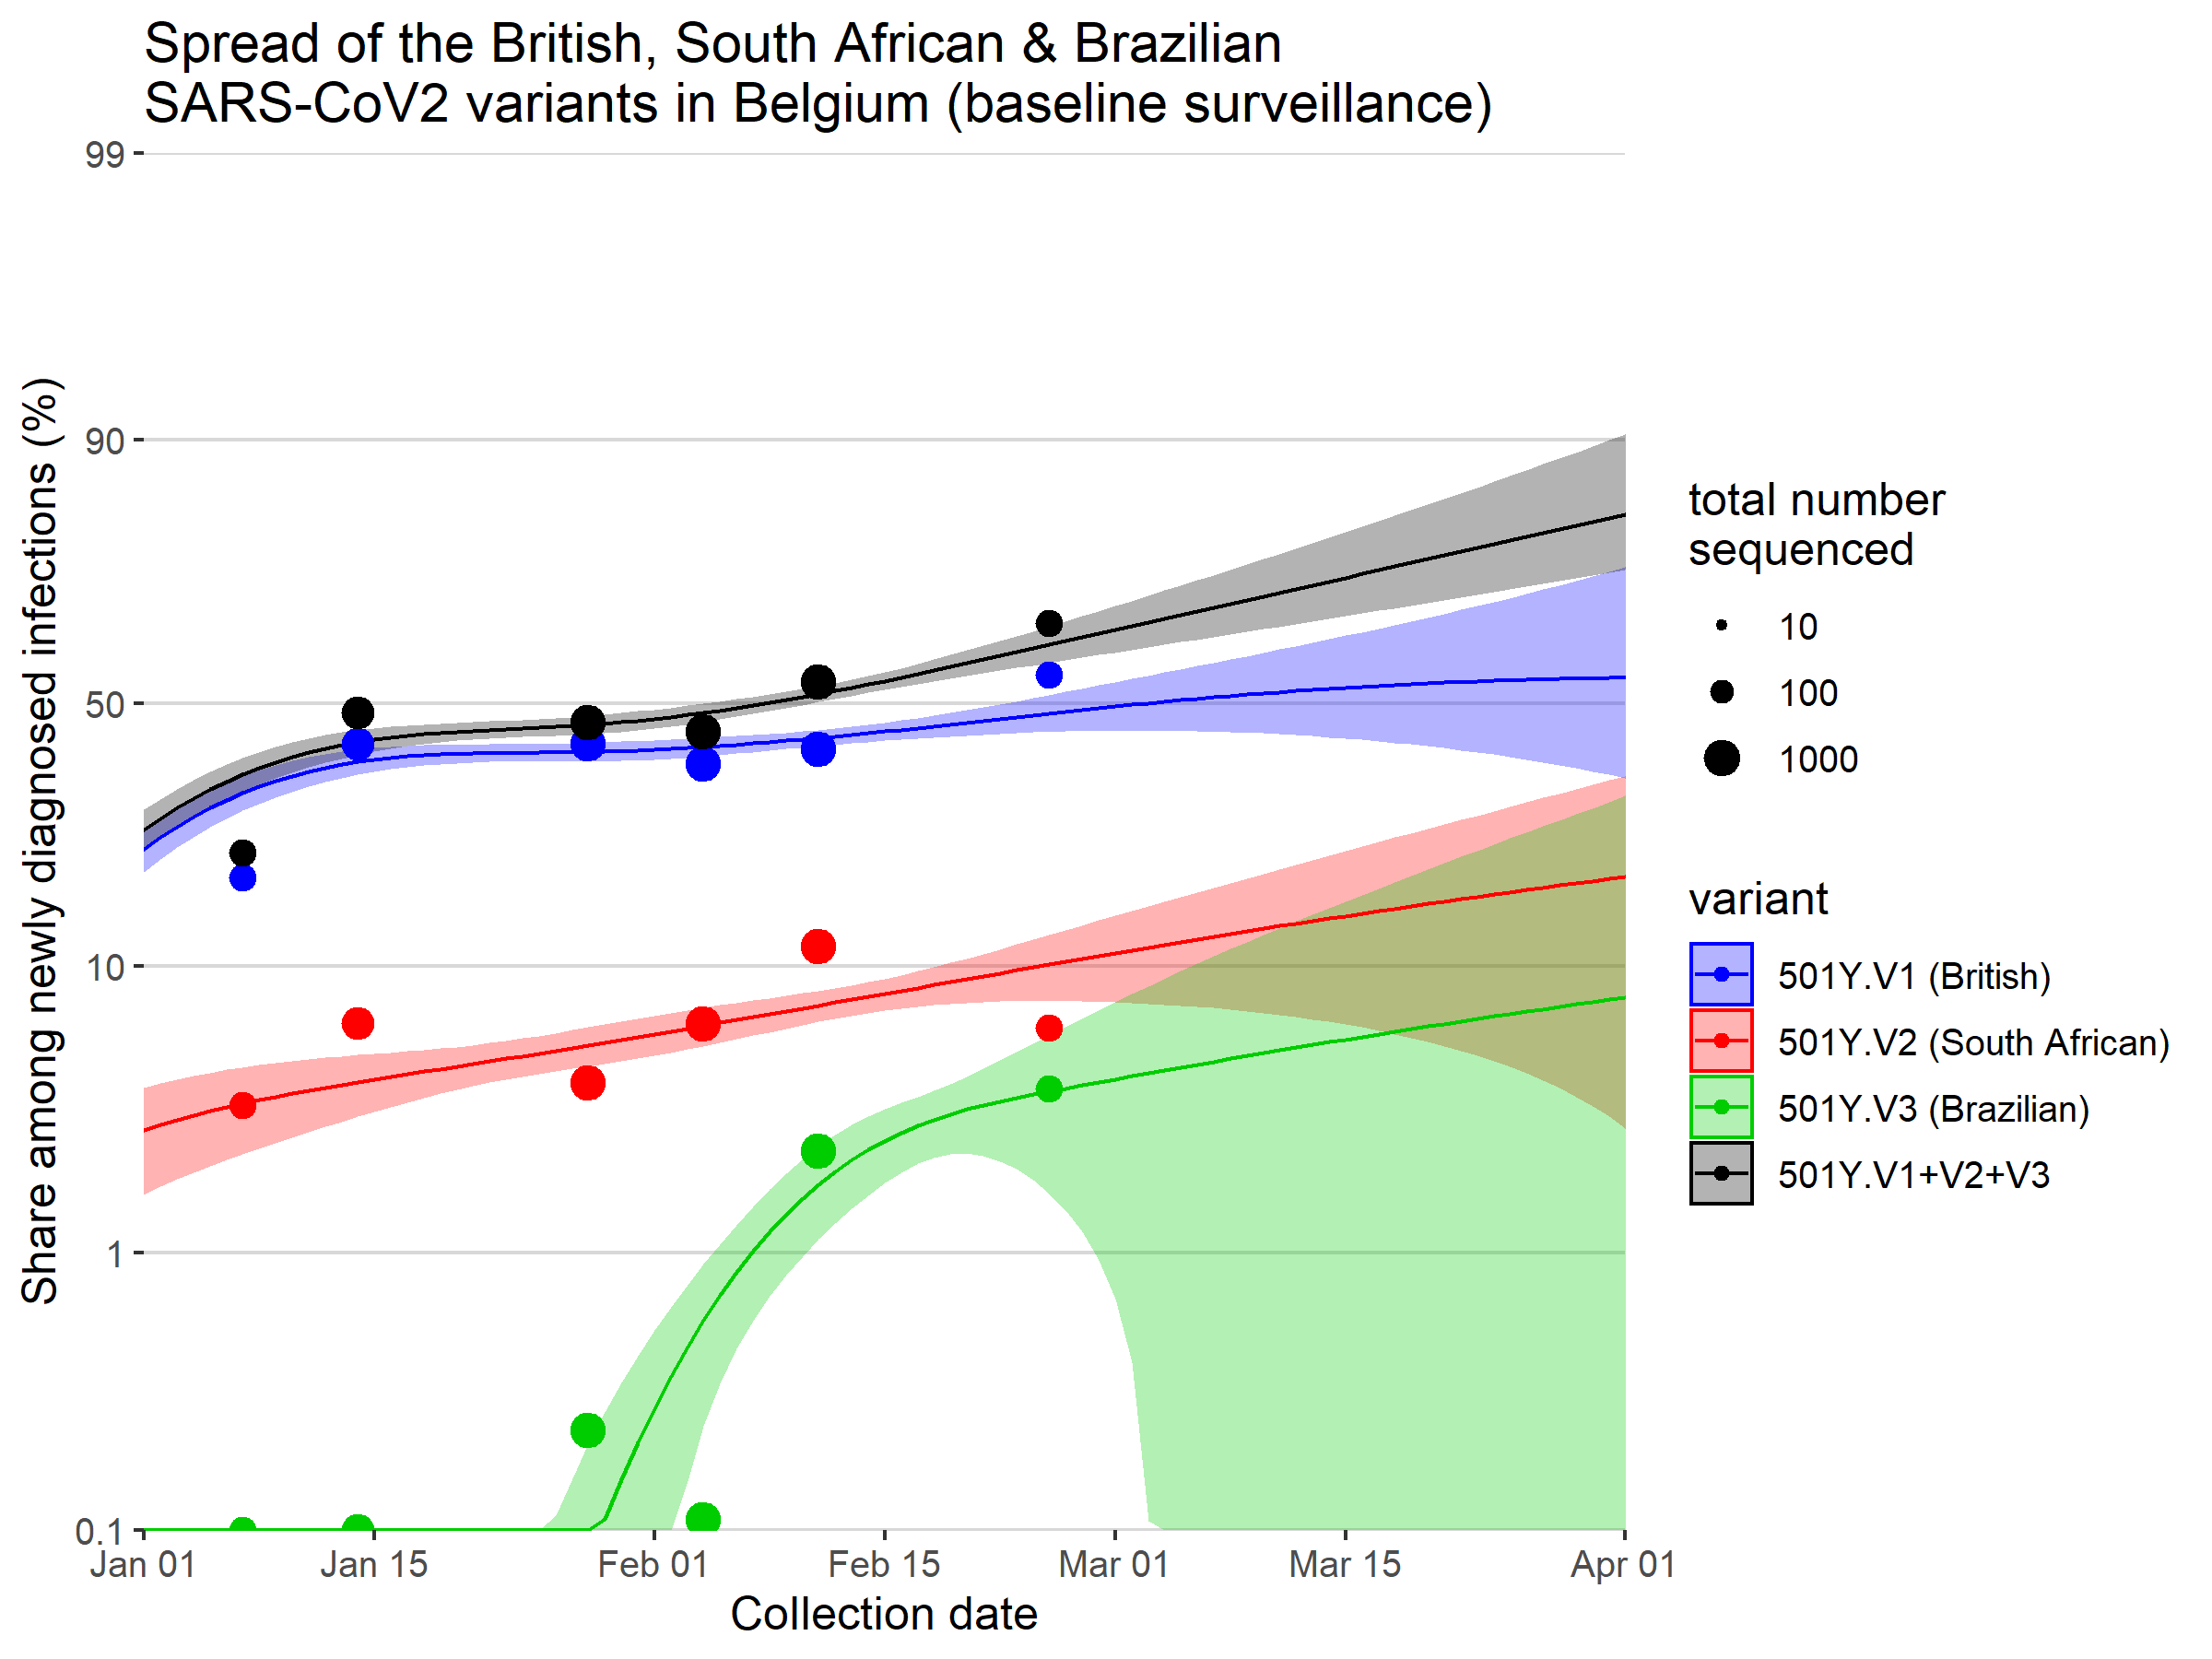 Spread of the British, South African & Brazilian
SARS-CoV2 variants in Belgium (baseline surveillance)
Share among newly diagnosed infections (%)
99
90
50
10
1
0.1
Jan 01
Jan 15
Feb 01
Feb 15
Mar 01
Mar 15
Apr 01
Collection date
total number
sequenced
10
100
1000
variant
501Y.V1 (British)
501Y.V2 (South African)
501Y.V3 (Brazilian)
501Y.V1+V2+V3